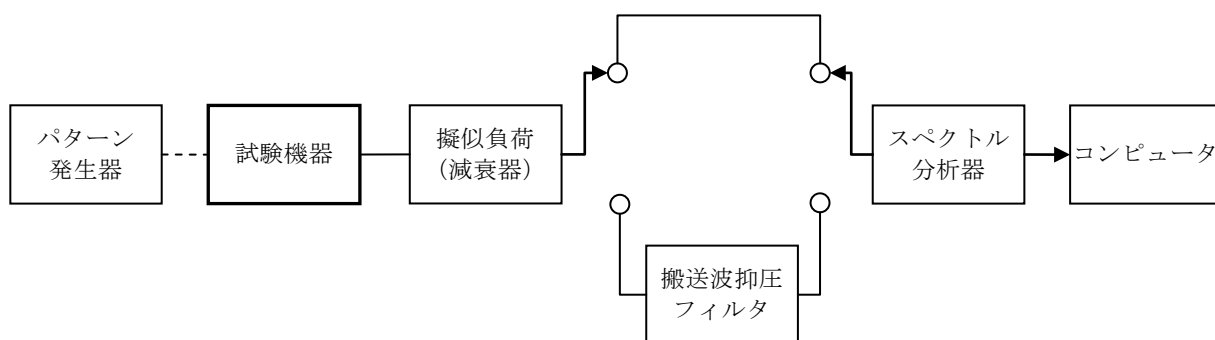 パターン
発生器
試験機器
擬似負荷
（減衰器）
スペクトル
分析器
コンピュータ
搬送波抑圧
フィルタ